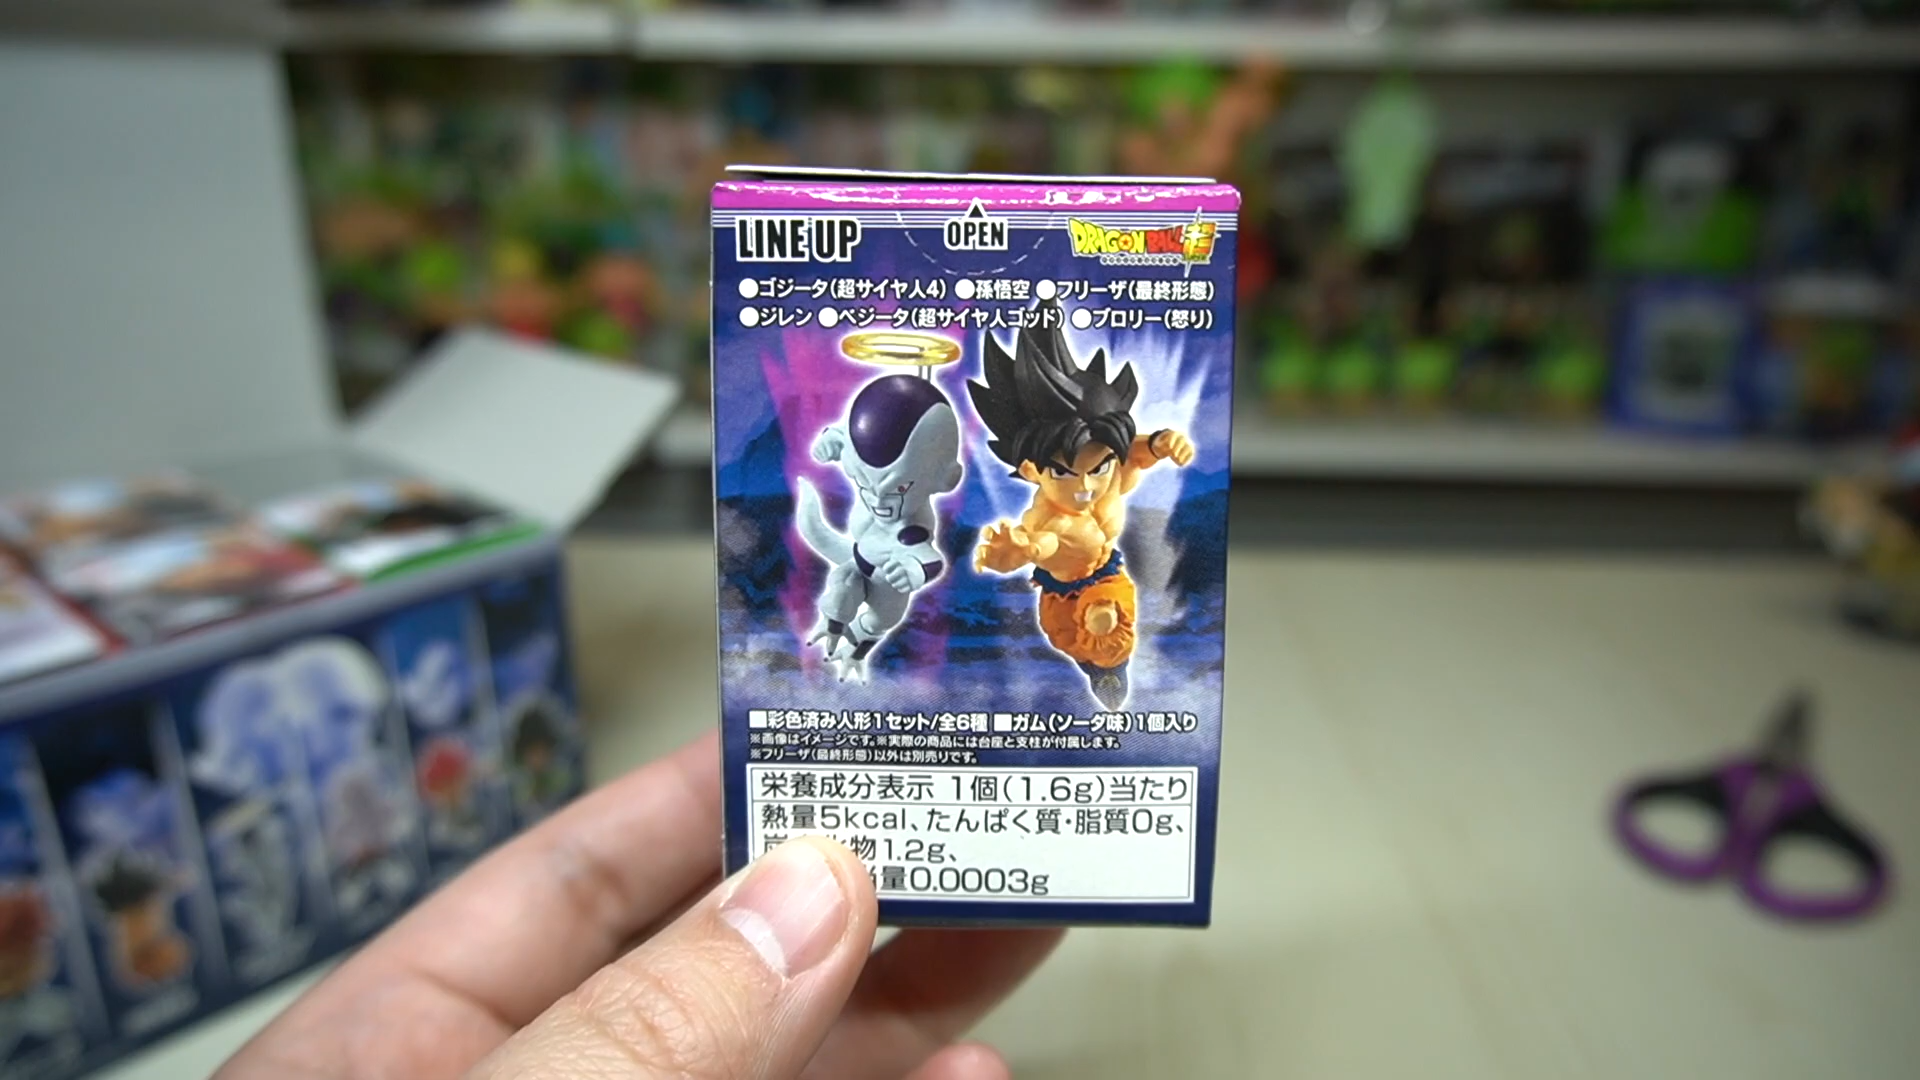 LINE UP
OPEN
DRAGON BALL超
●ゴジータ(超サイヤ人4) ●孫悟空 ●フリーザ(最終形態)
●ジレン ●ベジータ(超サイヤ人ゴッド) ●ブロリー(怒り)
■彩色済み人形1セット/全6種 ■ガム(ソーダ味)1個入り
※画像はイメージです。※実際の商品には台座と支柱が付属します。
※フリーザ(最終形態)以外は別売りです。
栄養成分表示 1個(1.6g)当たり
熱量5kcal、たんぱく質・脂質0g、
物1.2g、
量0.0003g